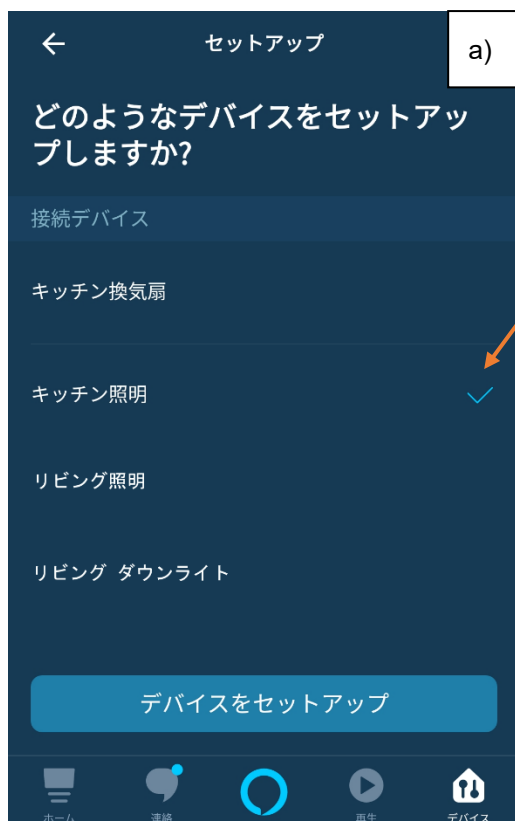 セットアップ
a)
どのようなデバイスをセットアッ
プしますか?
接続デバイス
キッチン換気扇
キッチン照明
リビング照明
リビング ダウンライト
デバイスをセットアップ
ホーム
連絡
再生
デバイス